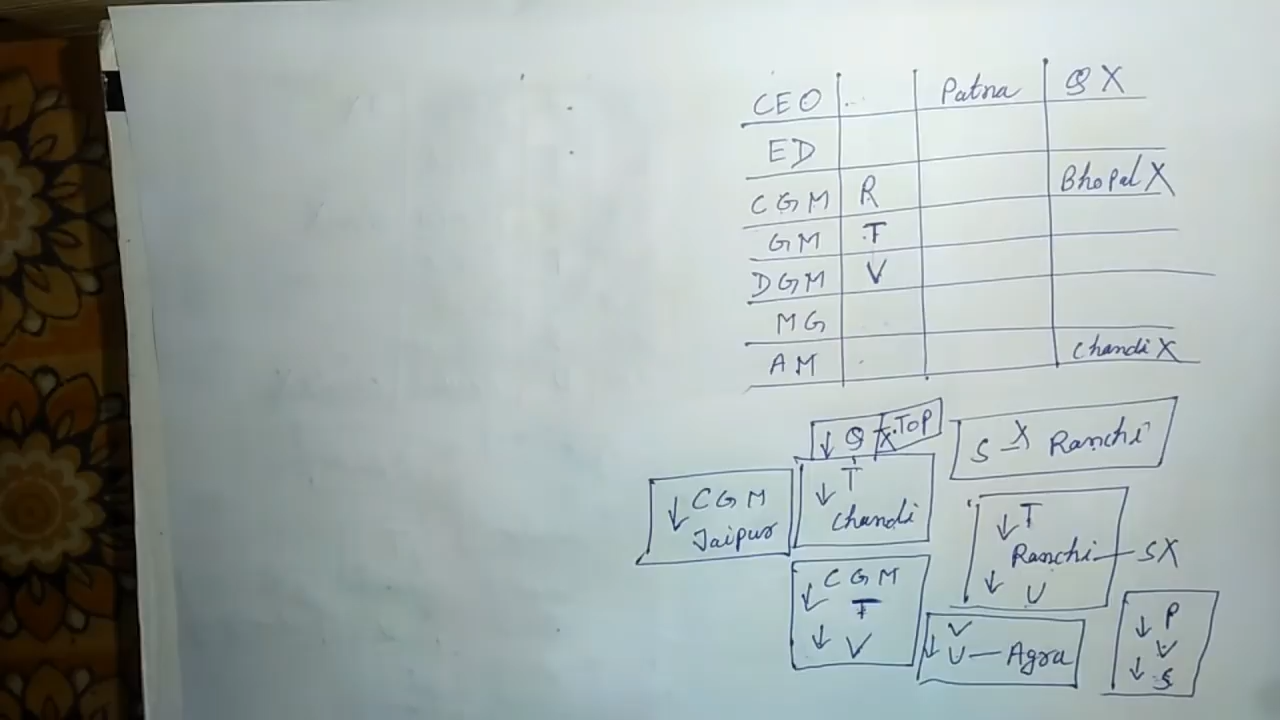 CEO Patna Q X
ED
CGM R Bhopal X
GM T
DGM V
MG
AM Chandi X
↓ Q X TOP
S X Ranchi
↓ CGM
Jaipur
T
↓
Chandi
↓ T
Ranchi — SX
↓ U
↓ CGM
T
↓ V
V
↓ U — Agra
↓ P
V
↓ S